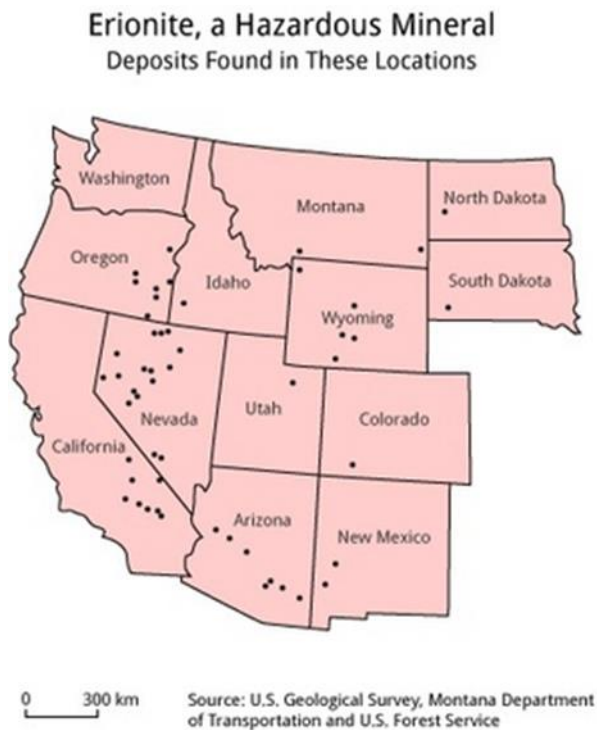 Erionite, a Hazardous Mineral
Deposits Found in These Locations
Washington
Montana
North Dakota
Oregon
Idaho
South Dakota
Wyoming
Nevada
Utah
Colorado
California
Arizona
New Mexico
0 300 km
Source: U.S. Geological Survey, Montana Department
of Transportation and U.S. Forest Service